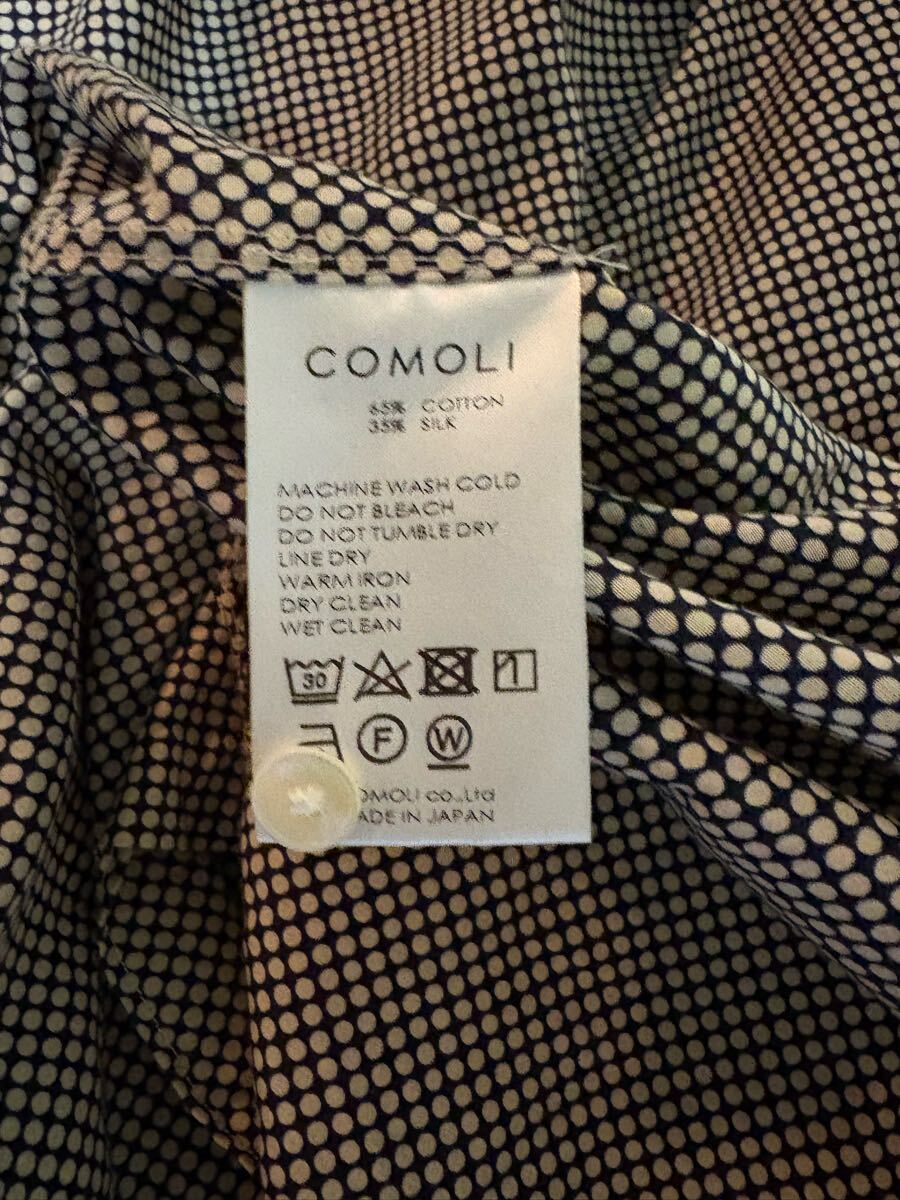 COMOLI
65% COTTON
35% SILK
MACHINE WASH COLD
DO NOT BLEACH
DO NOT TUMBLE DRY
LINE DRY
WARM IRON
DRY CLEAN
WET CLEAN
30
F W
OMOLI co.,Ltd
ADE IN JAPAN